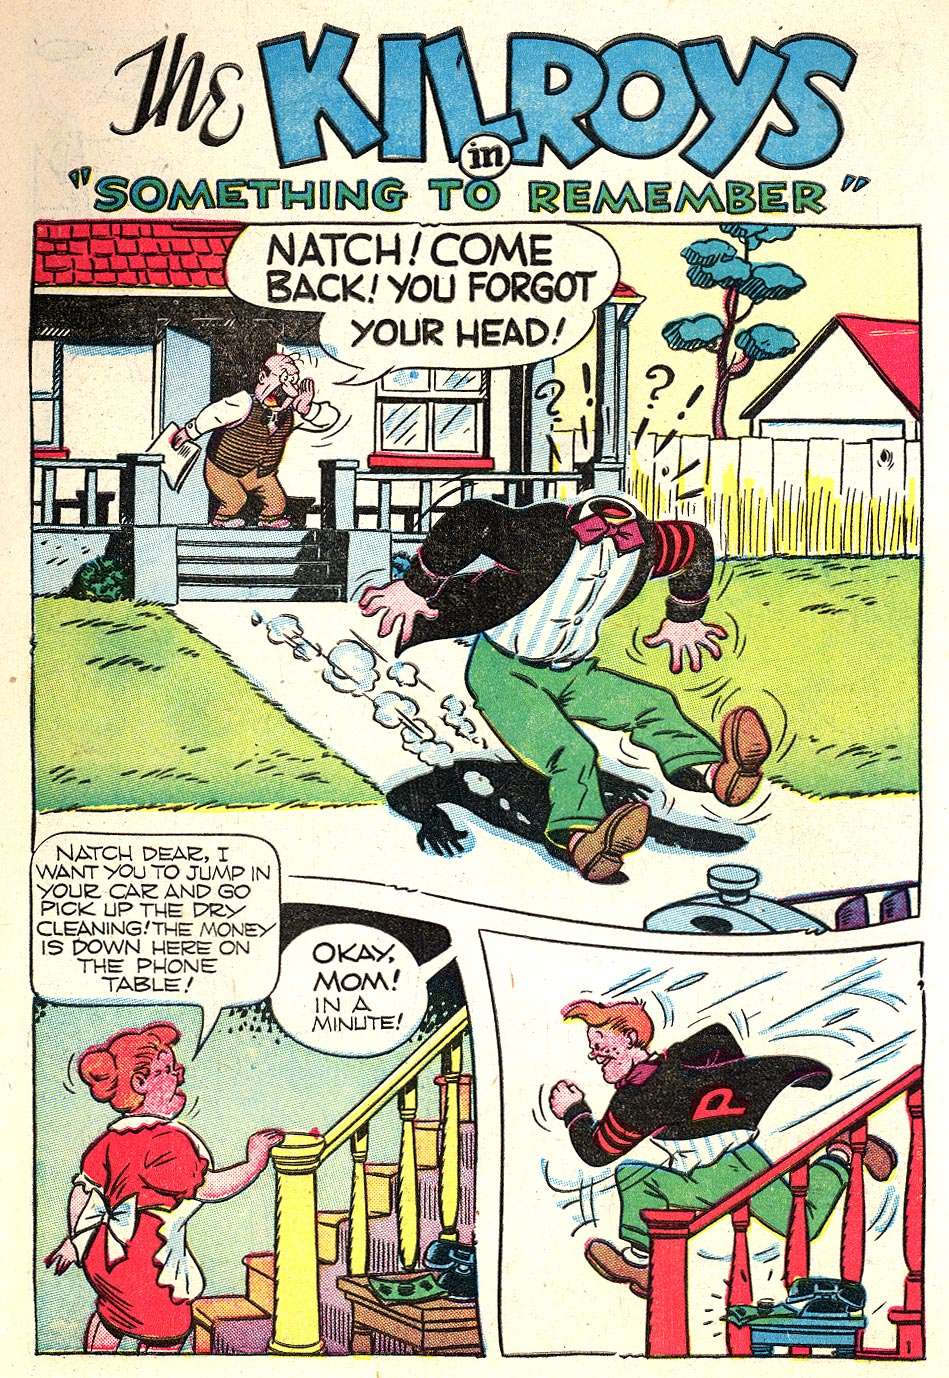 The
KILROYS
in
"SOMETHING TO REMEMBER"
NATCH! COME
BACK! YOU FORGOT
YOUR HEAD!
? ! ? !
NATCH DEAR, I
WANT YOU TO JUMP IN
YOUR CAR AND GO
PICK UP THE DRY
CLEANING! THE MONEY
IS DOWN HERE ON
THE PHONE
TABLE!
OKAY,
MOM!
IN A
MINUTE!
P
1